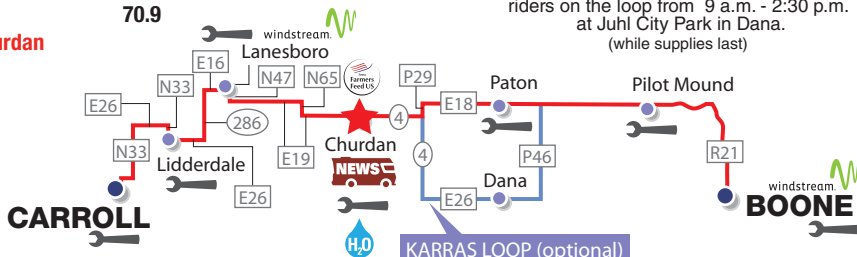 70.9
urdan
riders on the loop from 9 a.m. - 2:30 p.m.
at Juhl City Park in Dana.
(while supplies last)
windstream.
Lanesboro
E16
N33
N47
N65
Farmers
Feed US
P29
Paton
Pilot Mound
E26
286
E18
4
N33
Lidderdale
E19
Churdan
4
P46
R21
E26
NEWS
E26
Dana
windstream.
CARROLL
BOONE
H2O
KARRAS LOOP (optional)